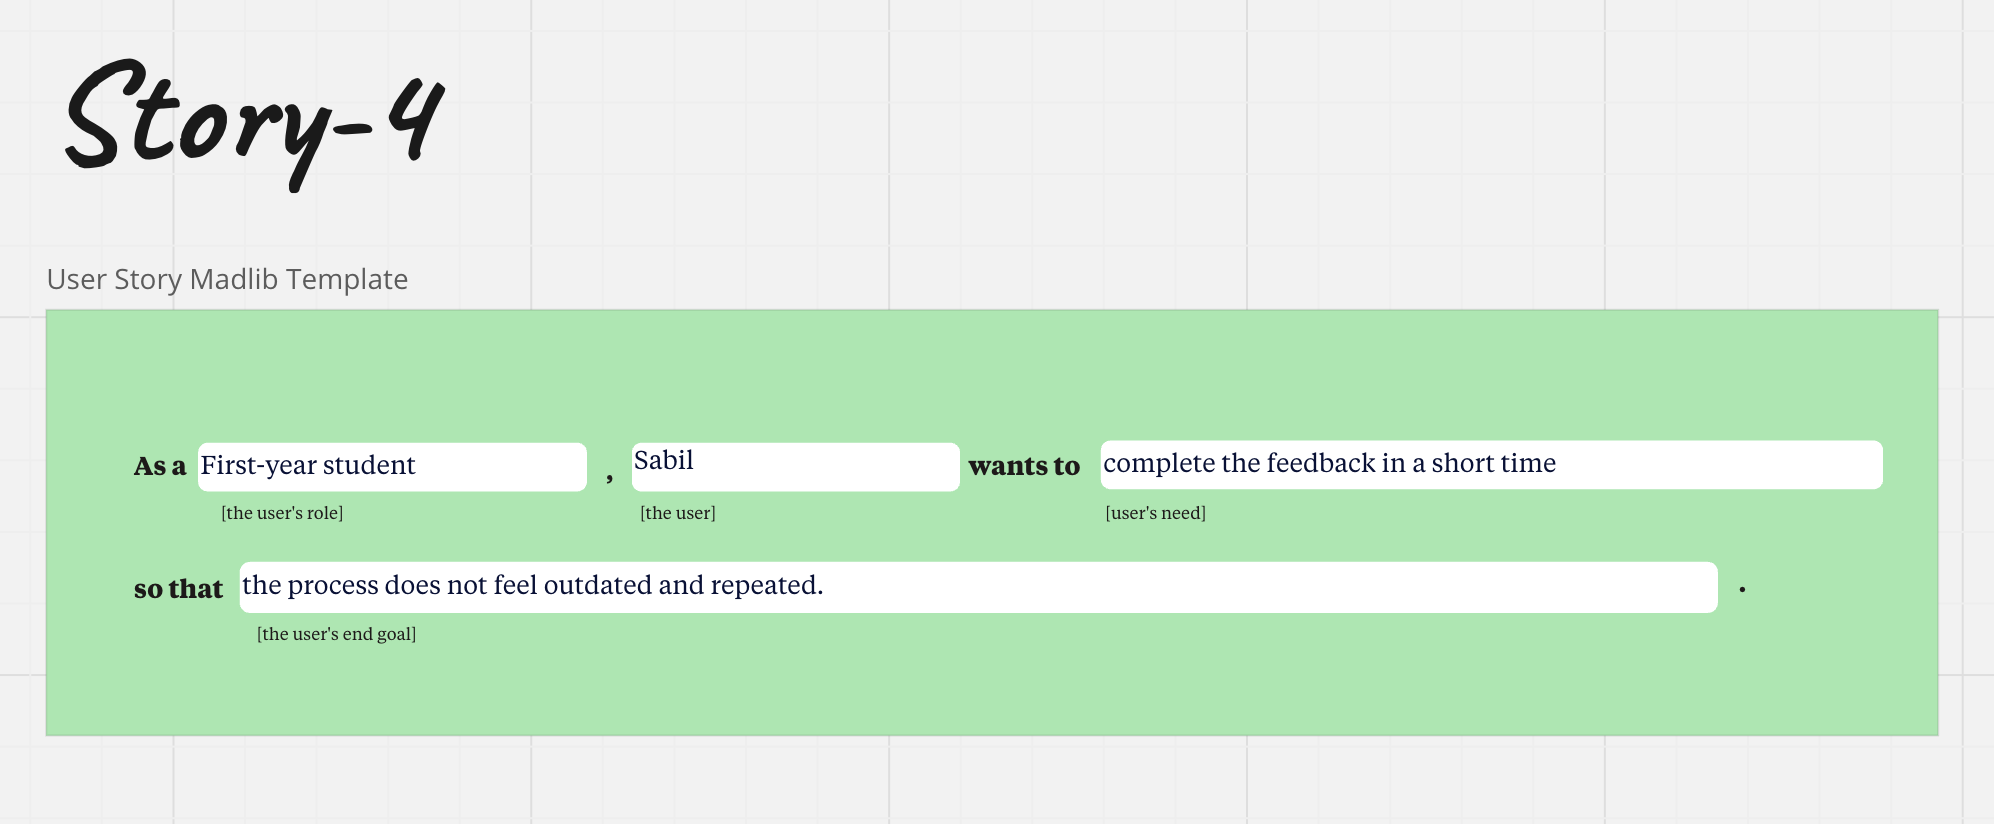 Story-4
User Story Madlib Template
As a First-year student , Sabil wants to complete the feedback in a short time
[the user's role] [the user] [user's need]
so that the process does not feel outdated and repeated. .
[the user's end goal]